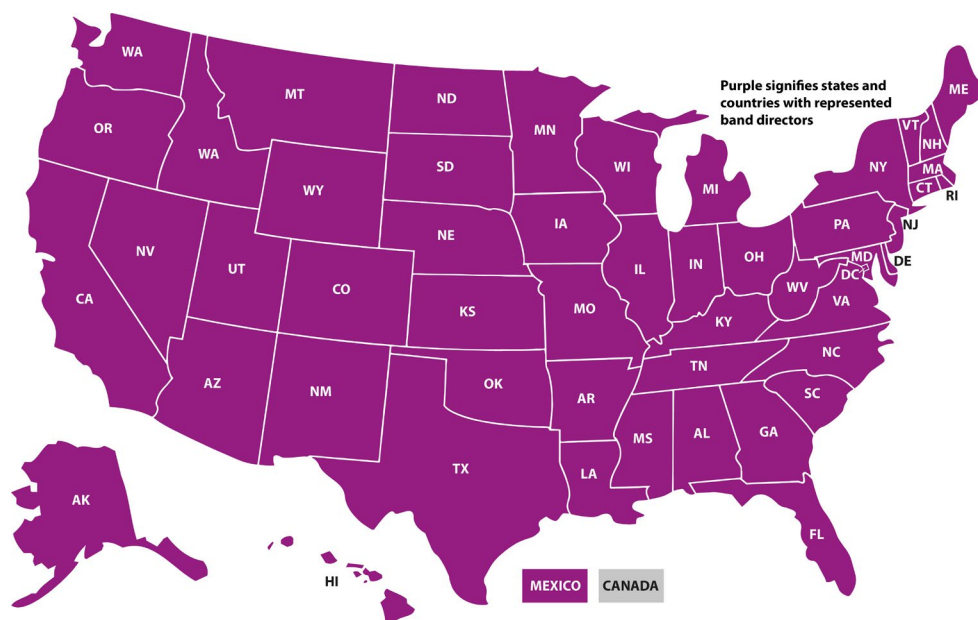 WA
MT
ND
MN
ME
Purple signifies states and
countries with represented
band directors
OR
WA
SD
WI
MI
VT
NH
NY
MA
CT
RI
WY
IA
NE
PA
NJ
NV
UT
CO
IL
IN
OH
MD
DE
DC
CA
KS
MO
WV
VA
KY
AZ
NM
OK
AR
TN
NC
SC
TX
LA
MS
AL
GA
AK
FL
HI
MEXICO
CANADA